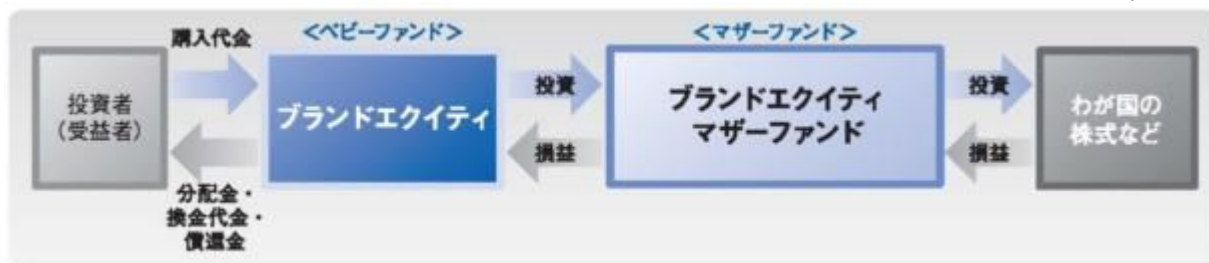 購入代金
<ベビーファンド>
<マザーファンド>
投資者
(受益者)
ブランドエクイティ
投資
損益
ブランドエクイティ
マザーファンド
投資
損益
わが国の
株式など
分配金・
換金代金・
償還金